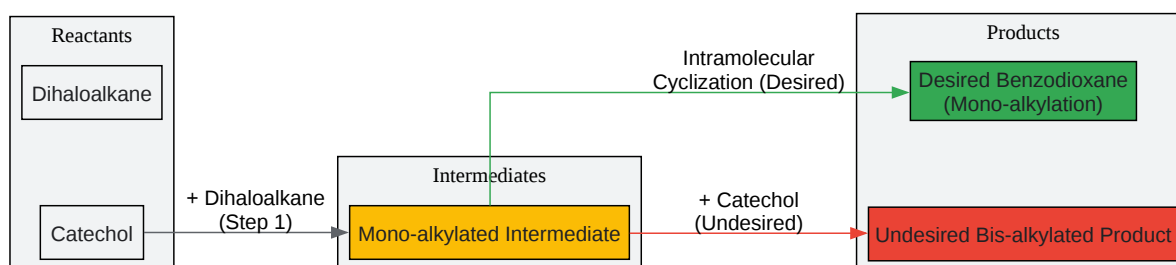 Reactants
Dihaloalkane
Catechol
+ Dihaloalkane
(Step 1)
Intermediates
Mono-alkylated Intermediate
Intramolecular
Cyclization (Desired)
+ Catechol
(Undesired)
Products
Desired Benzodioxane
(Mono-alkylation)
Undesired Bis-alkylated Product